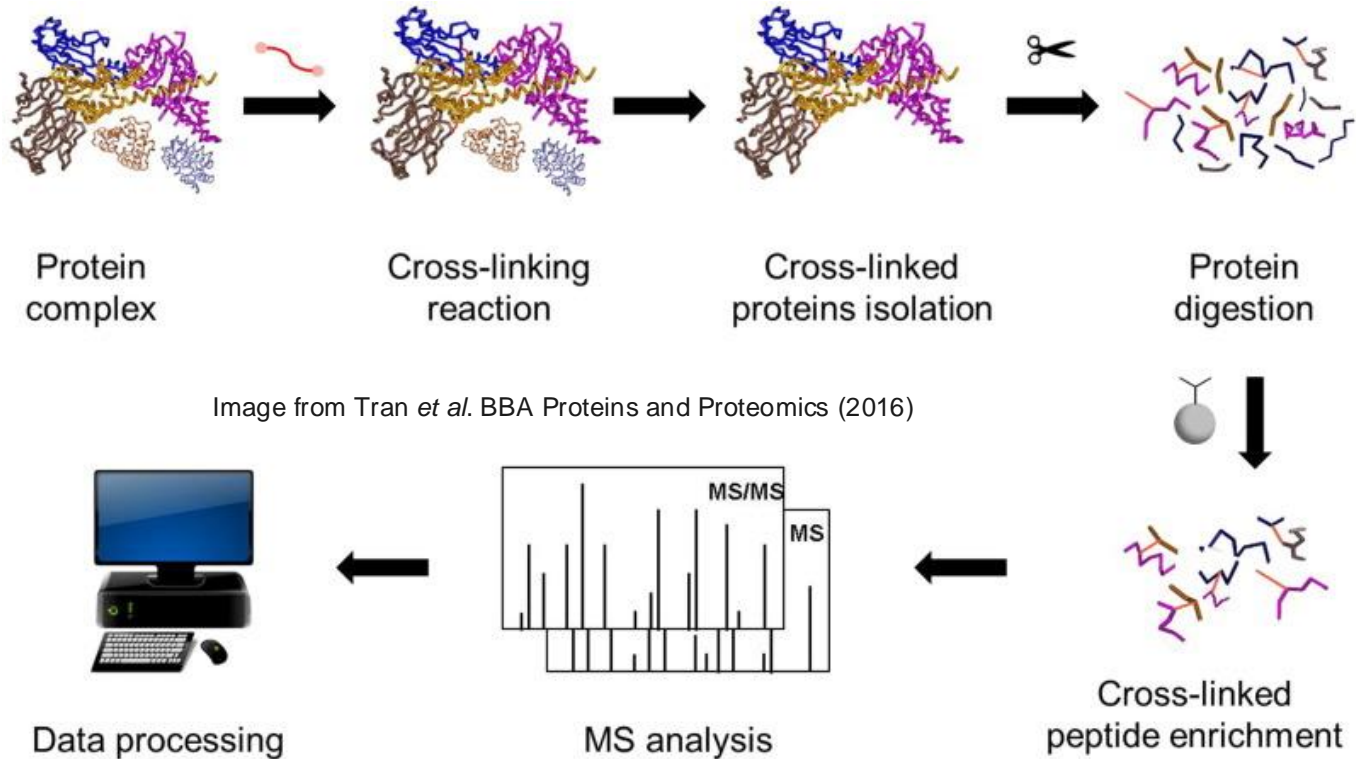 Protein
complex
Cross-linking
reaction
Cross-linked
proteins isolation
Protein
digestion
Image from Tran et al. BBA Proteins and Proteomics (2016)
MS/MS
MS
Cross-linked
peptide enrichment
MS analysis
Data processing